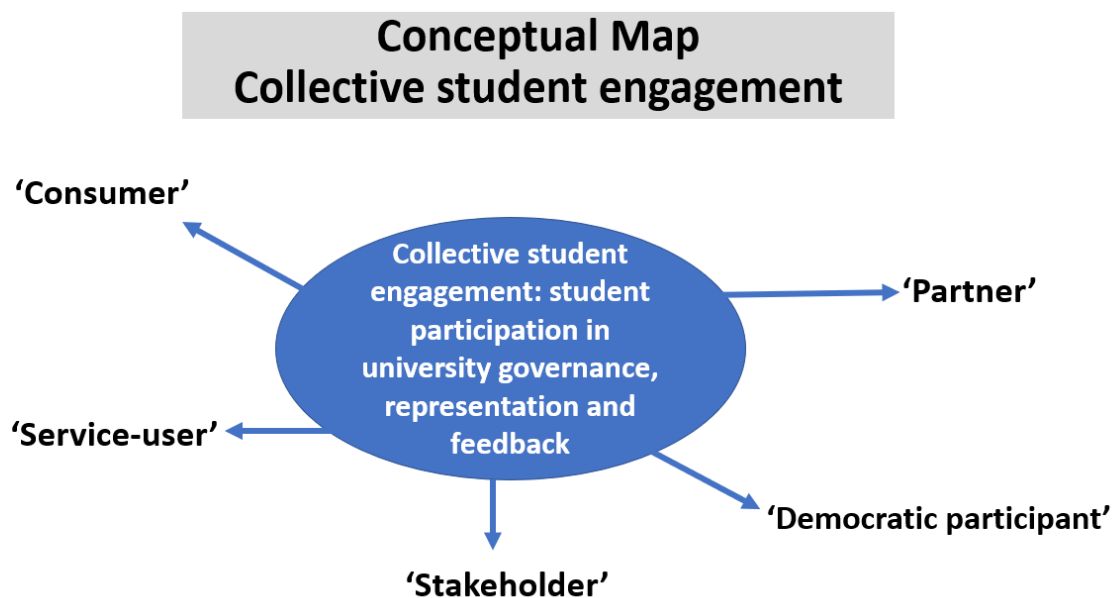 Conceptual Map
Collective student engagement
‘Consumer’
Collective student
engagement: student
participation in
university governance,
representation and
feedback
‘Partner’
‘Service-user’
‘Democratic participant’
‘Stakeholder’